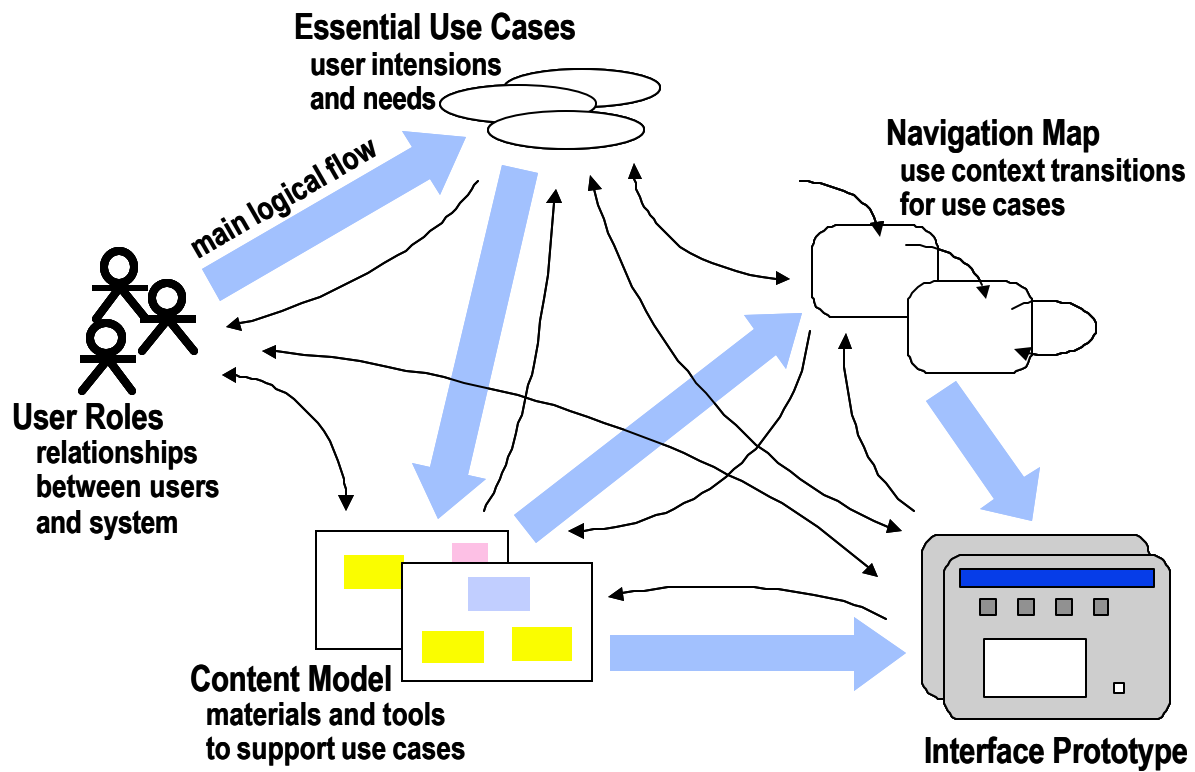 Essential Use Cases
user intensions
and needs
main logical flow
Navigation Map
use context transitions
for use cases
User Roles
relationships
between users
and system
Content Model
materials and tools
to support use cases
Interface Prototype